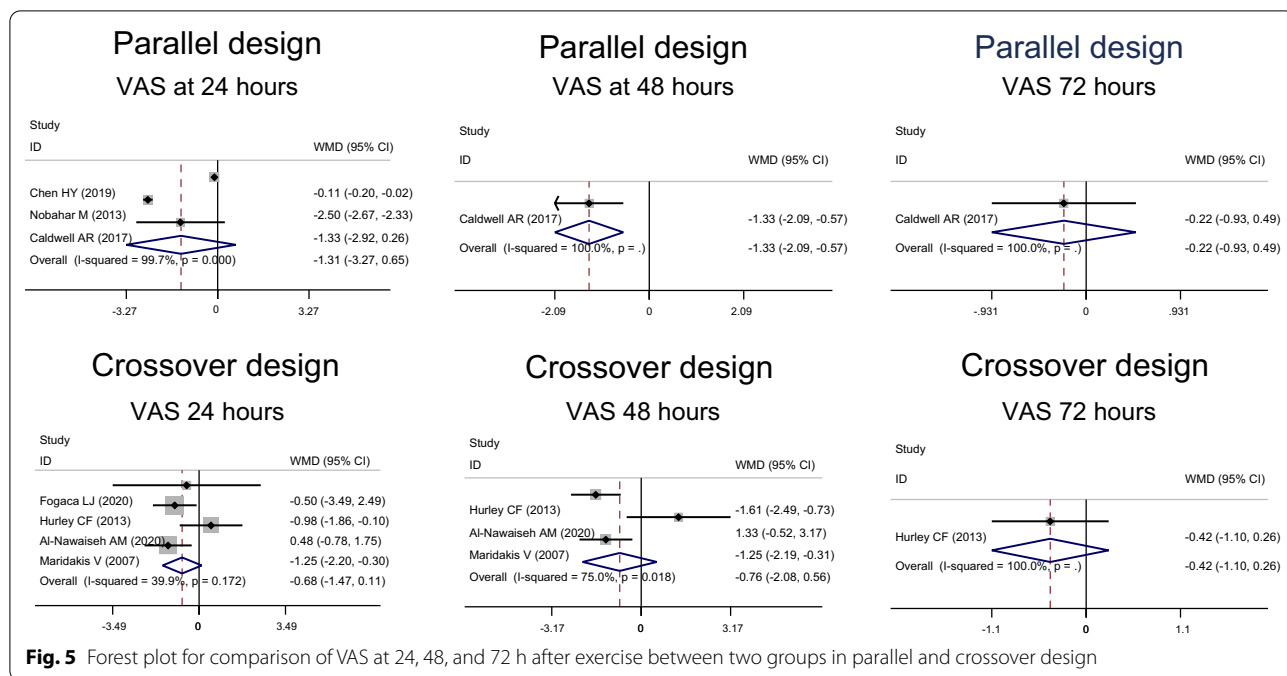 Parallel design
VAS at 24 hours
Study
ID WMD (95% CI)
Chen HY (2019) -0.11 (-0.20, -0.02)
Nobahar M (2013) -2.50 (-2.67, -2.33)
Caldwell AR (2017) -1.33 (-2.92, 0.26)
Overall (I-squared = 99.7%, p = 0.000) -1.31 (-3.27, 0.65)
-3.27 0 3.27
Parallel design
VAS at 48 hours
Study
ID WMD (95% CI)
Caldwell AR (2017) -1.33 (-2.09, -0.57)
Overall (I-squared = 100.0%, p = .) -1.33 (-2.09, -0.57)
-2.09 0 2.09
Parallel design
VAS 72 hours
Study
ID WMD (95% CI)
Caldwell AR (2017) -0.22 (-0.93, 0.49)
Overall (I-squared = 100.0%, p = .) -0.22 (-0.93, 0.49)
-.931 0 .931
Crossover design
VAS 24 hours
Study
ID WMD (95% CI)
Fogaca LJ (2020) -0.50 (-3.49, 2.49)
Hurley CF (2013) -0.98 (-1.86, -0.10)
Al-Nawaiseh AM (2020) 0.48 (-0.78, 1.75)
Maridakis V (2007) -1.25 (-2.20, -0.30)
Overall (I-squared = 39.9%, p = 0.172) -0.68 (-1.47, 0.11)
-3.49 0 3.49
Crossover design
VAS 48 hours
Study
ID WMD (95% CI)
Hurley CF (2013) -1.61 (-2.49, -0.73)
Al-Nawaiseh AM (2020) 1.33 (-0.52, 3.17)
Maridakis V (2007) -1.25 (-2.19, -0.31)
Overall (I-squared = 75.0%, p = 0.018) -0.76 (-2.08, 0.56)
-3.17 0 3.17
Crossover design
VAS 72 hours
Study
ID WMD (95% CI)
Hurley CF (2013) -0.42 (-1.10, 0.26)
Overall (I-squared = 100.0%, p = .) -0.42 (-1.10, 0.26)
-1.1 0 1.1
Fig. 5 Forest plot for comparison of VAS at 24, 48, and 72 h after exercise between two groups in parallel and crossover design